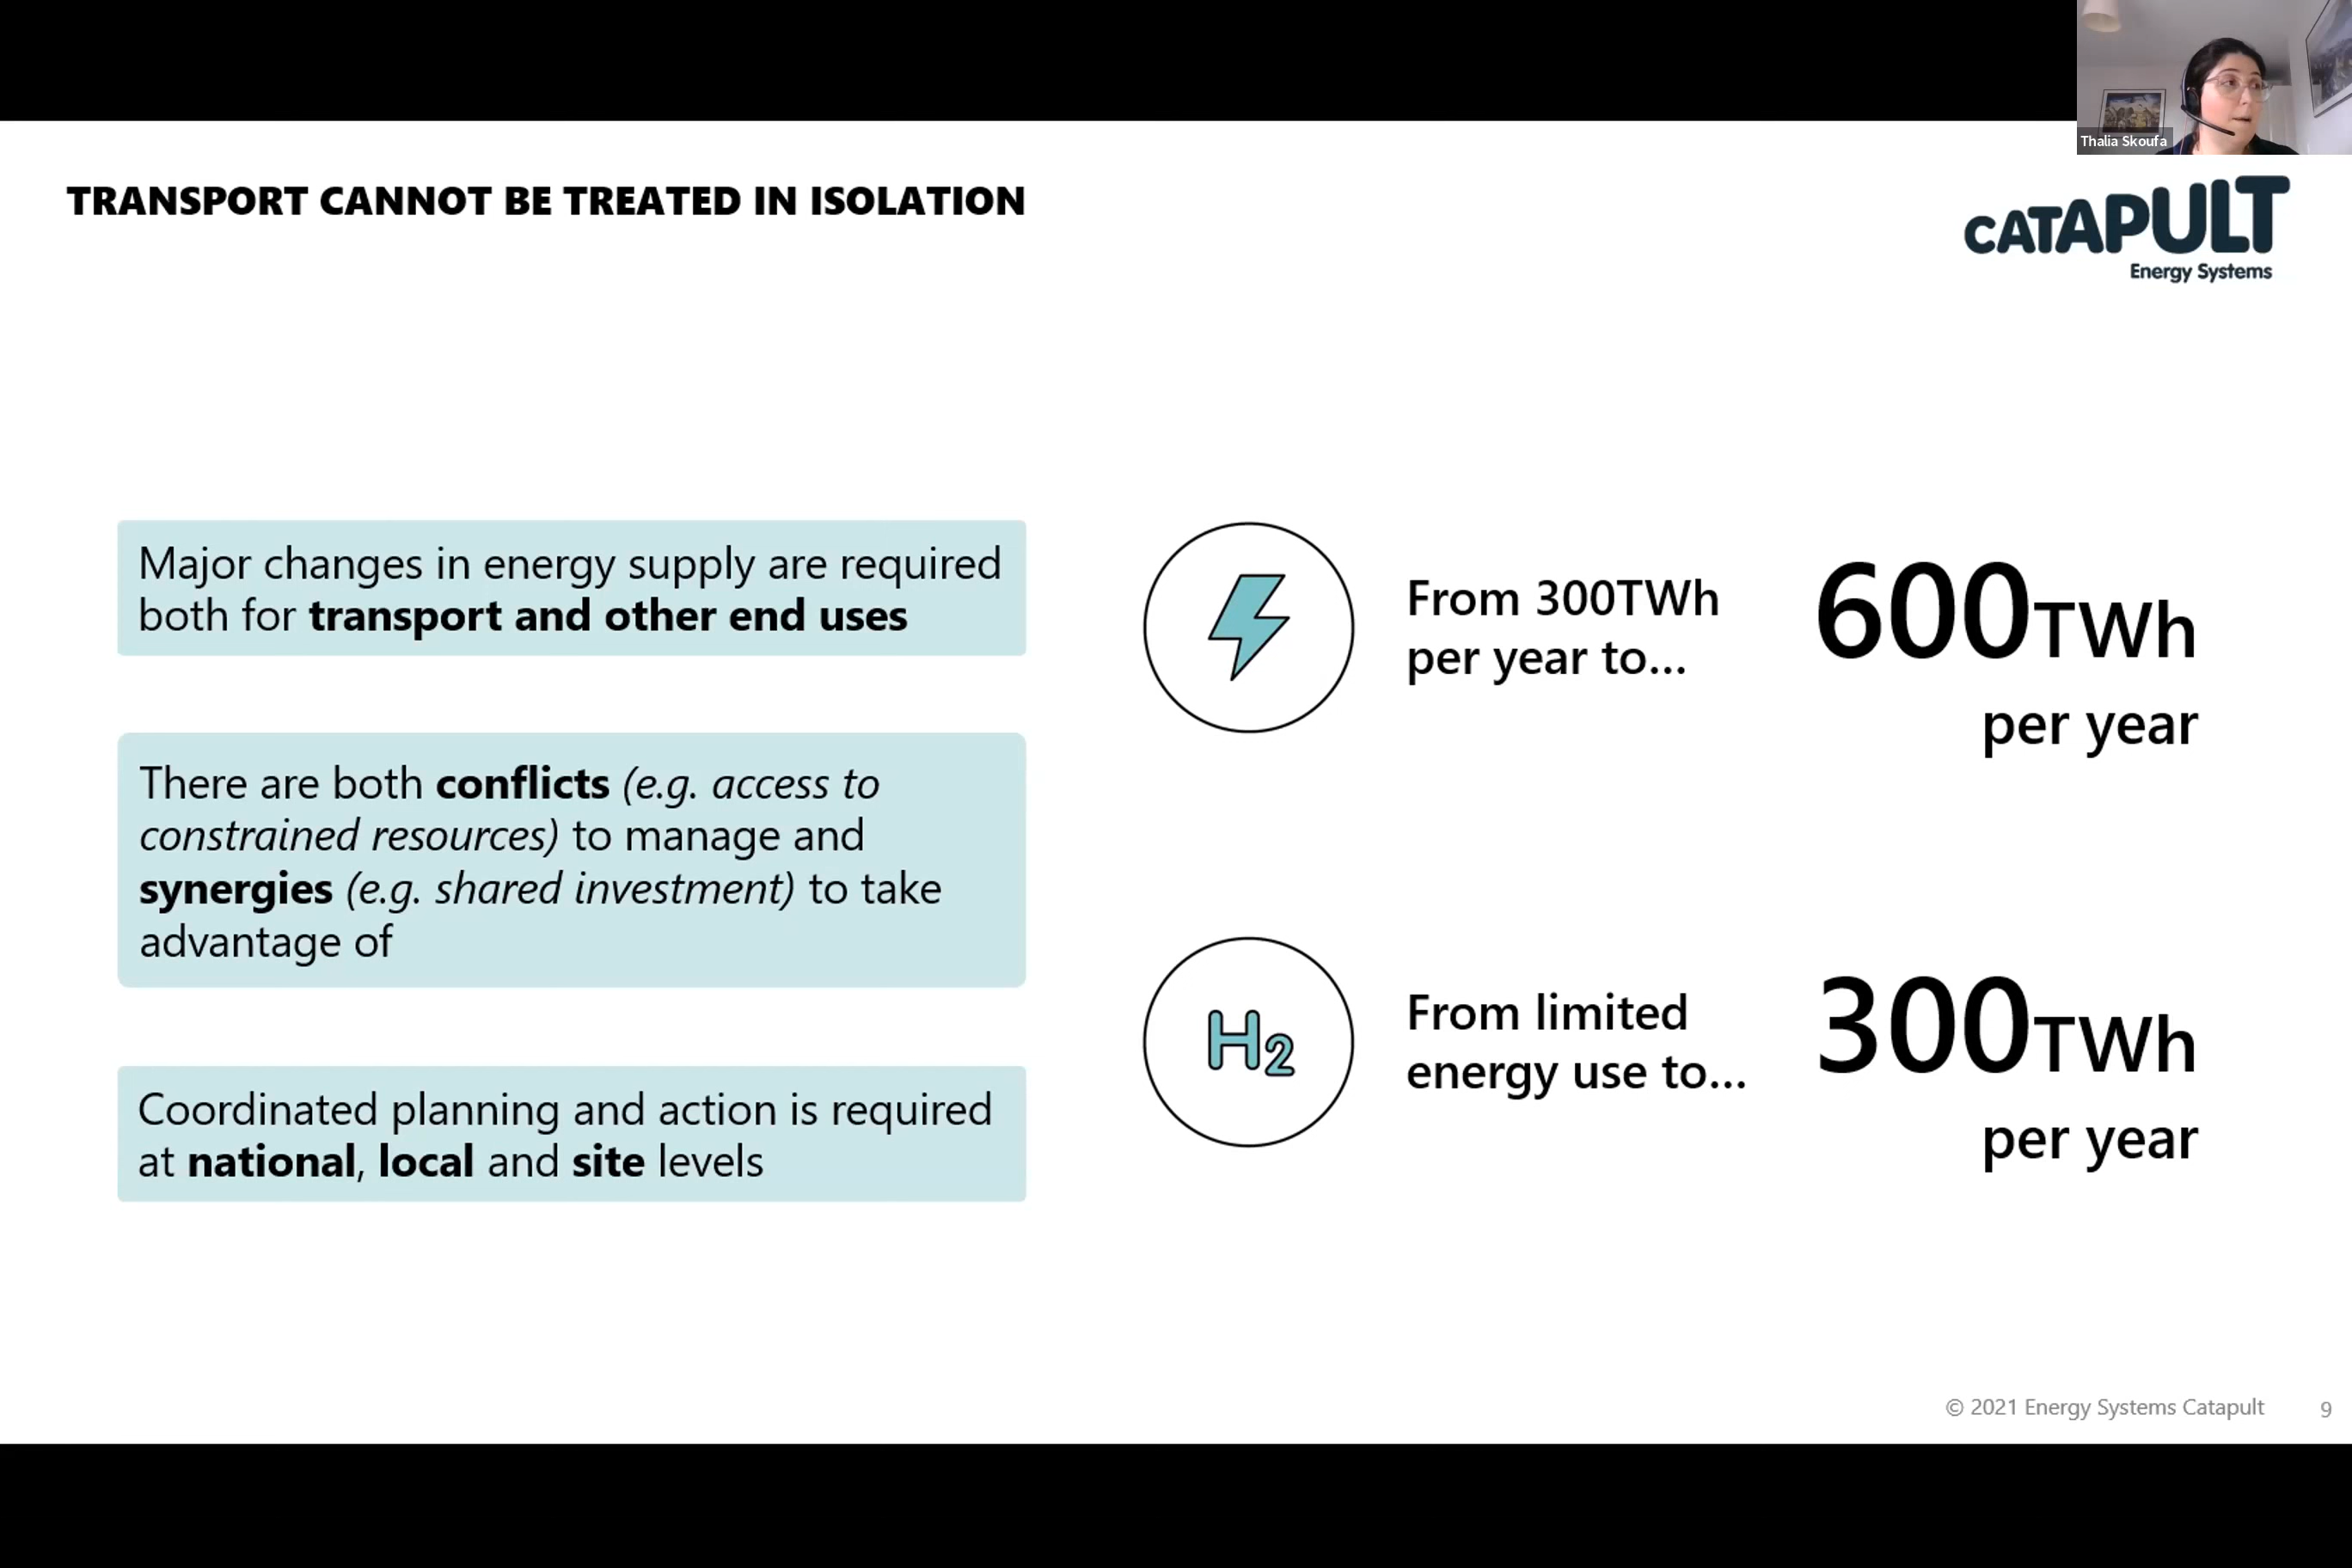 Thalia Skoufa
TRANSPORT CANNOT BE TREATED IN ISOLATION
CATAPULT
Energy Systems
Major changes in energy supply are required
both for transport and other end uses
There are both conflicts (e.g. access to
constrained resources) to manage and
synergies (e.g. shared investment) to take
advantage of
Coordinated planning and action is required
at national, local and site levels
From 300TWh
per year to...
600TWh
per year
H2
From limited
energy use to...
300TWh
per year
© 2021 Energy Systems Catapult
9